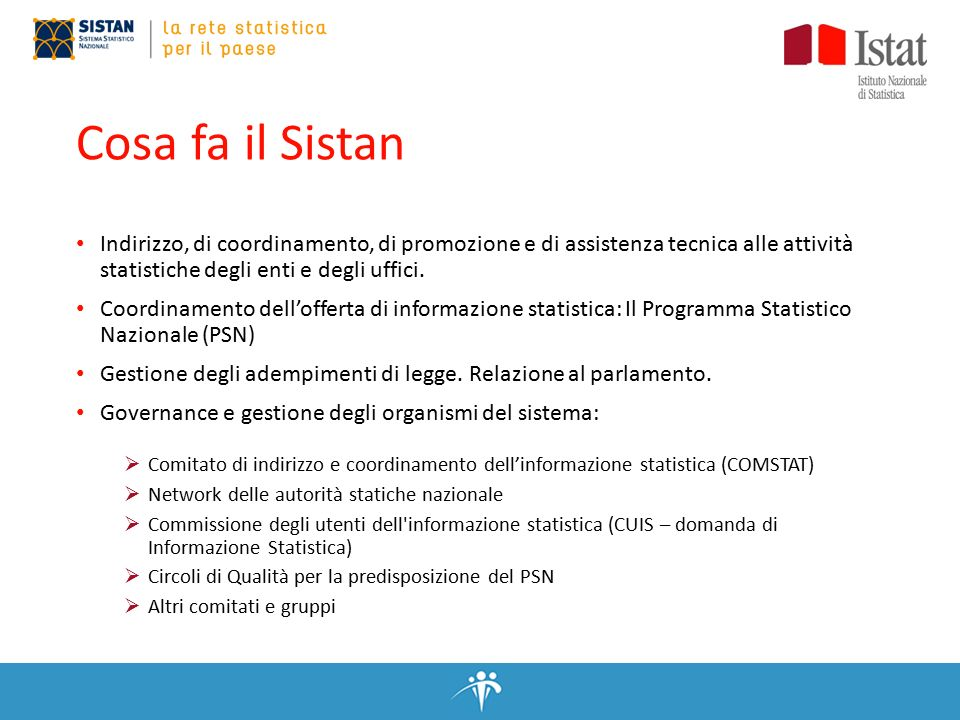 SISTAN
SISTEMA STATISTICO
NAZIONALE
la rete statistica
per il paese
Istat
Istituto Nazionale
di Statistica
Cosa fa il Sistan
• Indirizzo, di coordinamento, di promozione e di assistenza tecnica alle attività
statistiche degli enti e degli uffici.
• Coordinamento dell’offerta di informazione statistica: Il Programma Statistico
Nazionale (PSN)
• Gestione degli adempimenti di legge. Relazione al parlamento.
• Governance e gestione degli organismi del sistema:
➢ Comitato di indirizzo e coordinamento dell’informazione statistica (COMSTAT)
➢ Network delle autorità statiche nazionale
➢ Commissione degli utenti dell'informazione statistica (CUIS – domanda di
Informazione Statistica)
➢ Circoli di Qualità per la predisposizione del PSN
➢ Altri comitati e gruppi